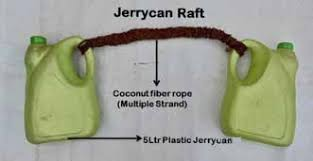 Jerrycan Raft
Coconut fiber rope
(Multiple Strand)
5Ltr Plastic Jerrycan